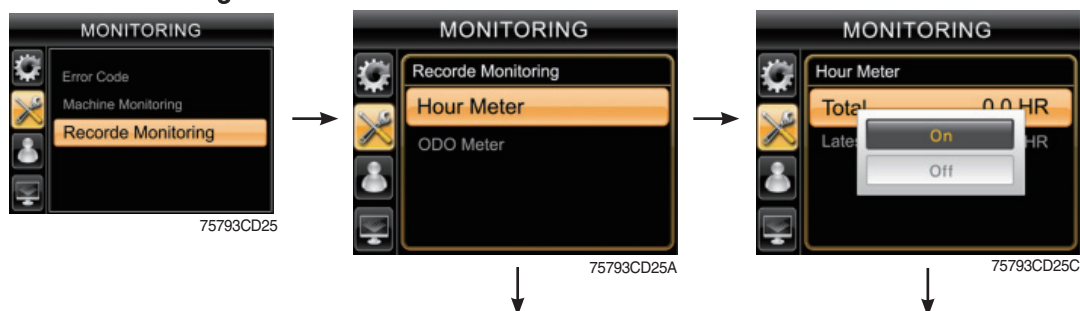 MONITORING
Error Code
Machine Monitoring
Recorde Monitoring
75793CD25
MONITORING
Recorde Monitoring
Hour Meter
ODO Meter
75793CD25A
MONITORING
Hour Meter
Total 0.0 HR
HR
On
Off
75793CD25C